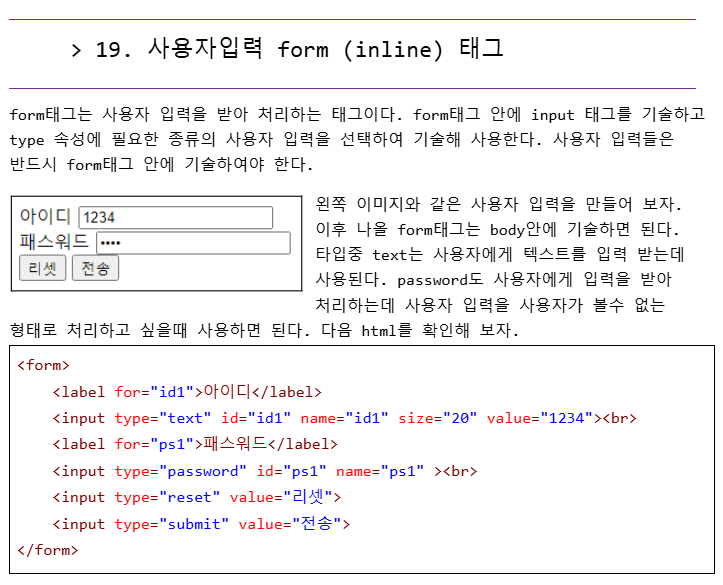 > 19. 사용자입력 form (inline) 태그
form태그는 사용자 입력을 받아 처리하는 태그이다. form태그 안에 input 태그를 기술하고
type 속성에 필요한 종류의 사용자 입력을 선택하여 기술해 사용한다. 사용자 입력들은
반드시 form태그 안에 기술하여야 한다.
아이디 1234
패스워드 ••••
리셋 전송
왼쪽 이미지와 같은 사용자 입력을 만들어 보자.
이후 나올 form태그는 body안에 기술하면 된다.
타입중 text는 사용자에게 텍스트를 입력 받는데
사용된다. password도 사용자에게 입력을 받아
처리하는데 사용자 입력을 사용자가 볼수 없는
형태로 처리하고 싶을때 사용하면 된다. 다음 html를 확인해 보자.
<form>
<label for="id1">아이디</label>
<input type="text" id="id1" name="id1" size="20" value="1234"><br>
<label for="ps1">패스워드</label>
<input type="password" id="ps1" name="ps1" ><br>
<input type="reset" value="리셋">
<input type="submit" value="전송">
</form>